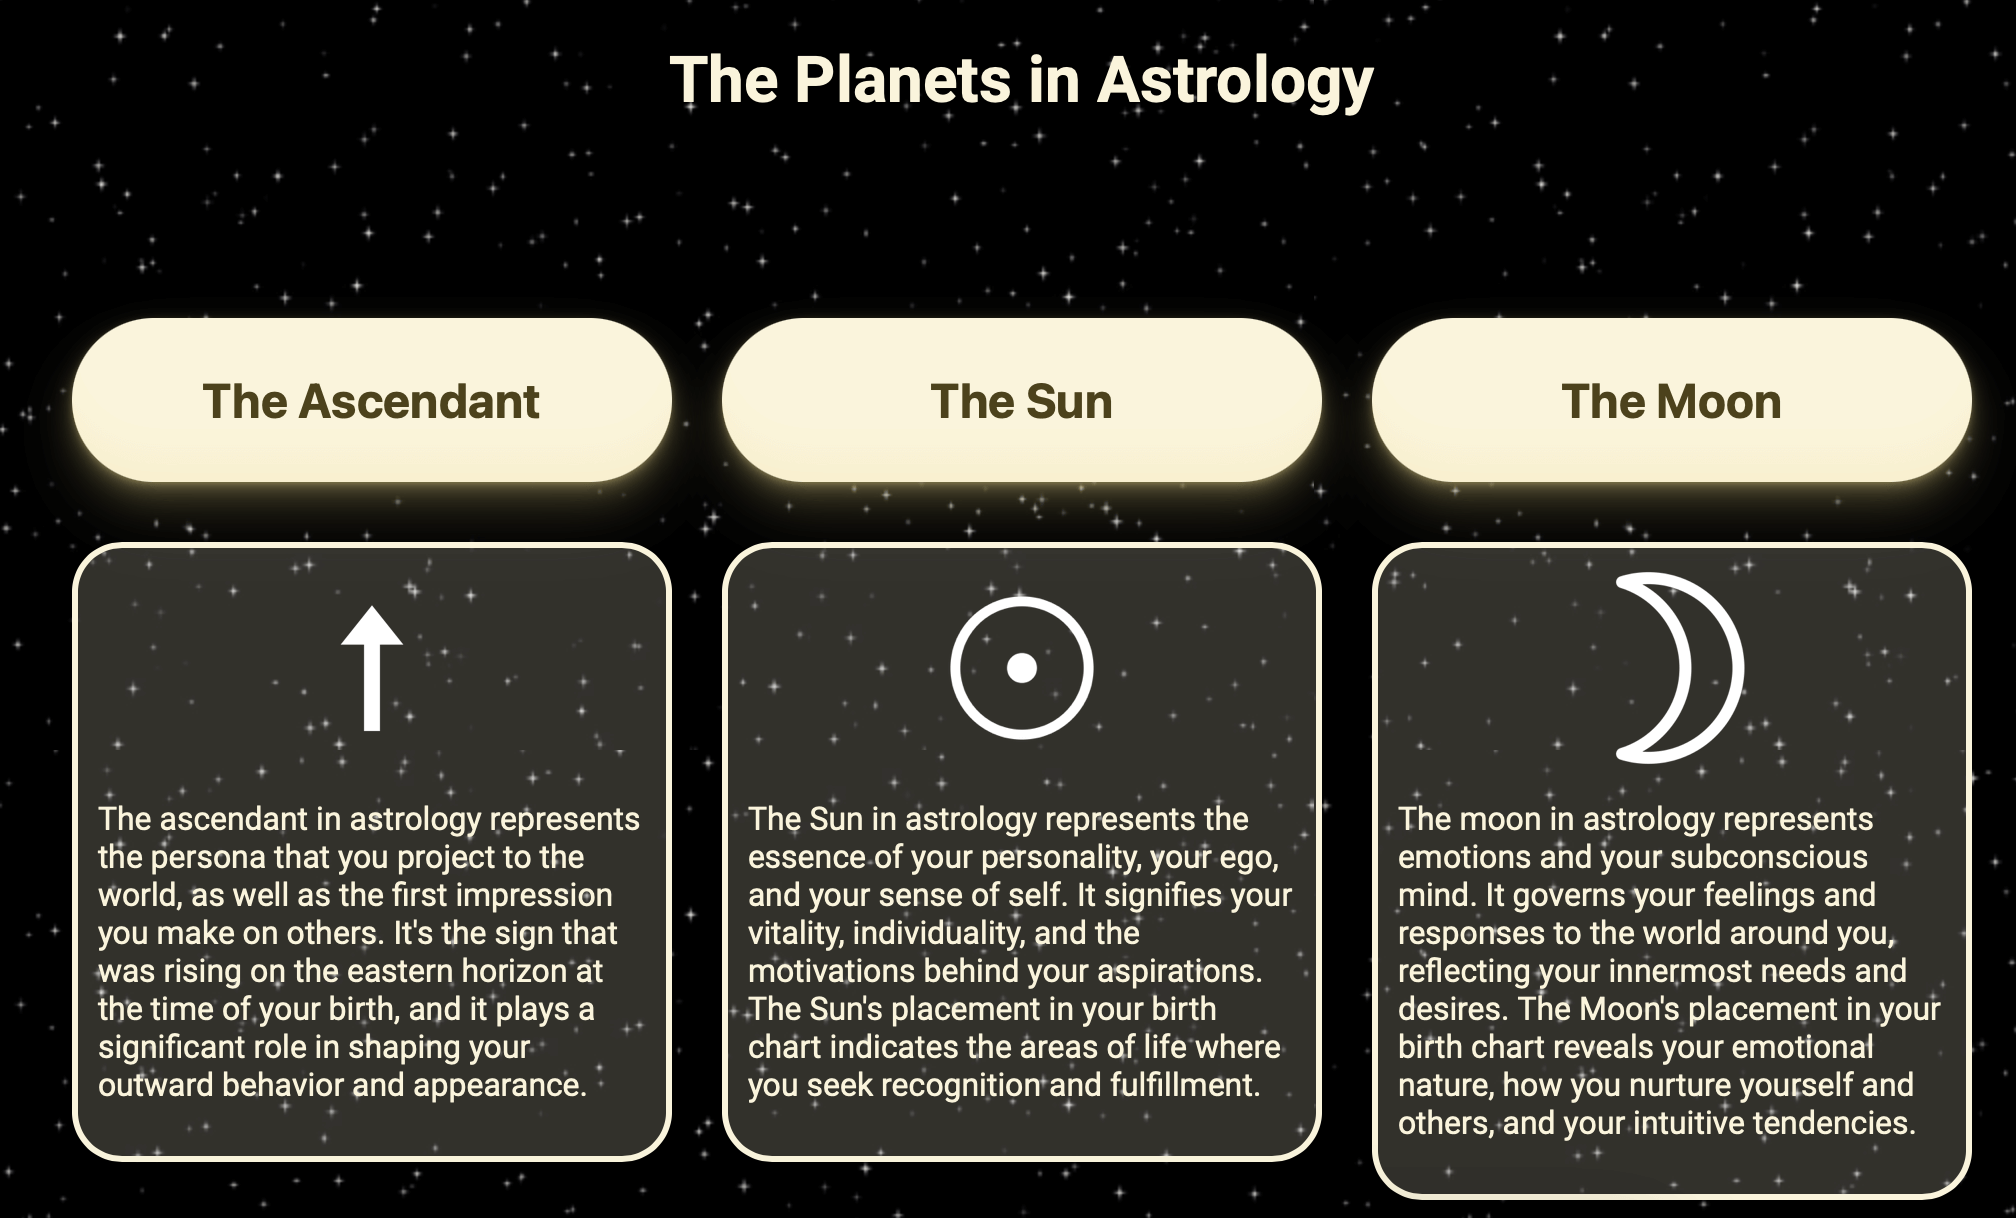 The Planets in Astrology
The Ascendant
The ascendant in astrology represents
the persona that you project to the
world, as well as the first impression
you make on others. It's the sign that
was rising on the eastern horizon at
the time of your birth, and it plays a
significant role in shaping your
outward behavior and appearance.
The Sun
The Sun in astrology represents the
essence of your personality, your ego,
and your sense of self. It signifies your
vitality, individuality, and the
motivations behind your aspirations.
The Sun's placement in your birth
chart indicates the areas of life where
you seek recognition and fulfillment.
The Moon
The moon in astrology represents
emotions and your subconscious
mind. It governs your feelings and
responses to the world around you,
reflecting your innermost needs and
desires. The Moon's placement in your
birth chart reveals your emotional
nature, how you nurture yourself and
others, and your intuitive tendencies.